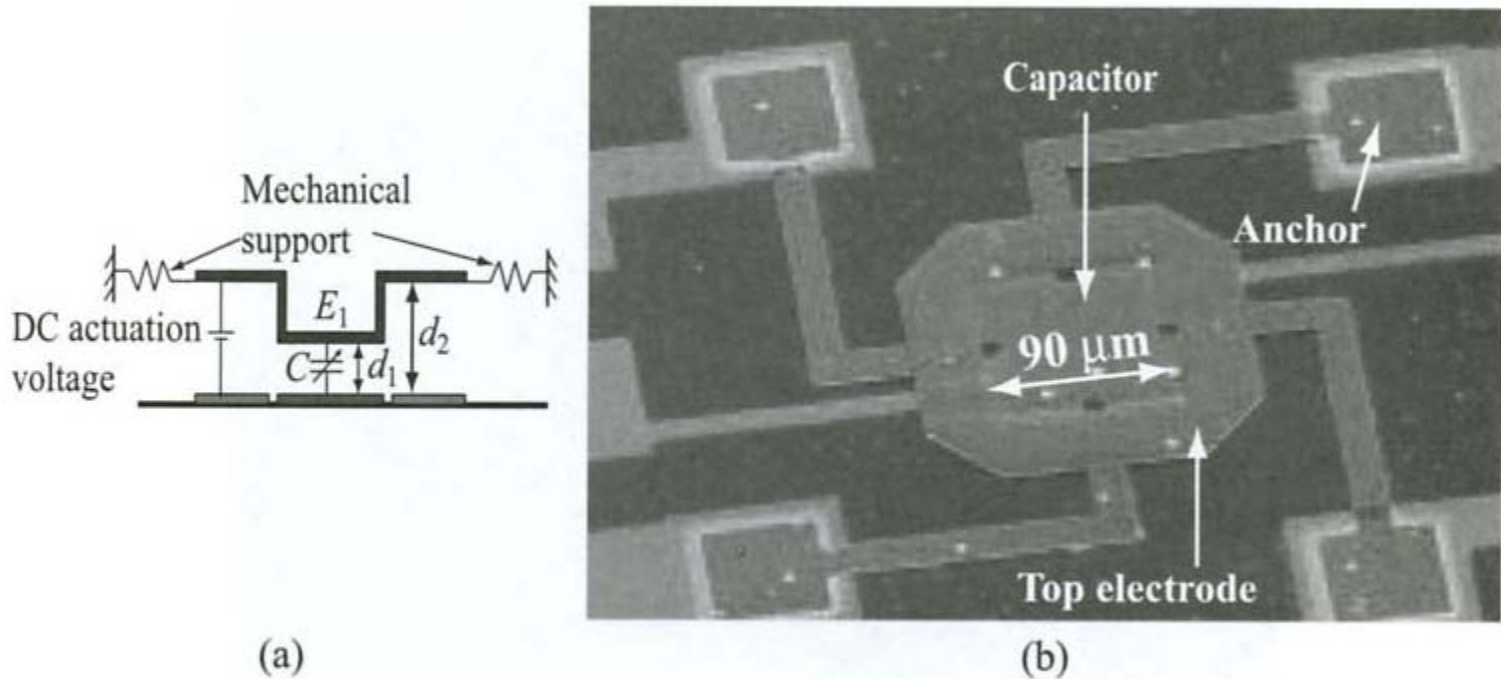 Mechanical
support
DC actuation
voltage
E1
C
d1
d2
(a)
Capacitor
Anchor
90 μm
Top electrode
(b)